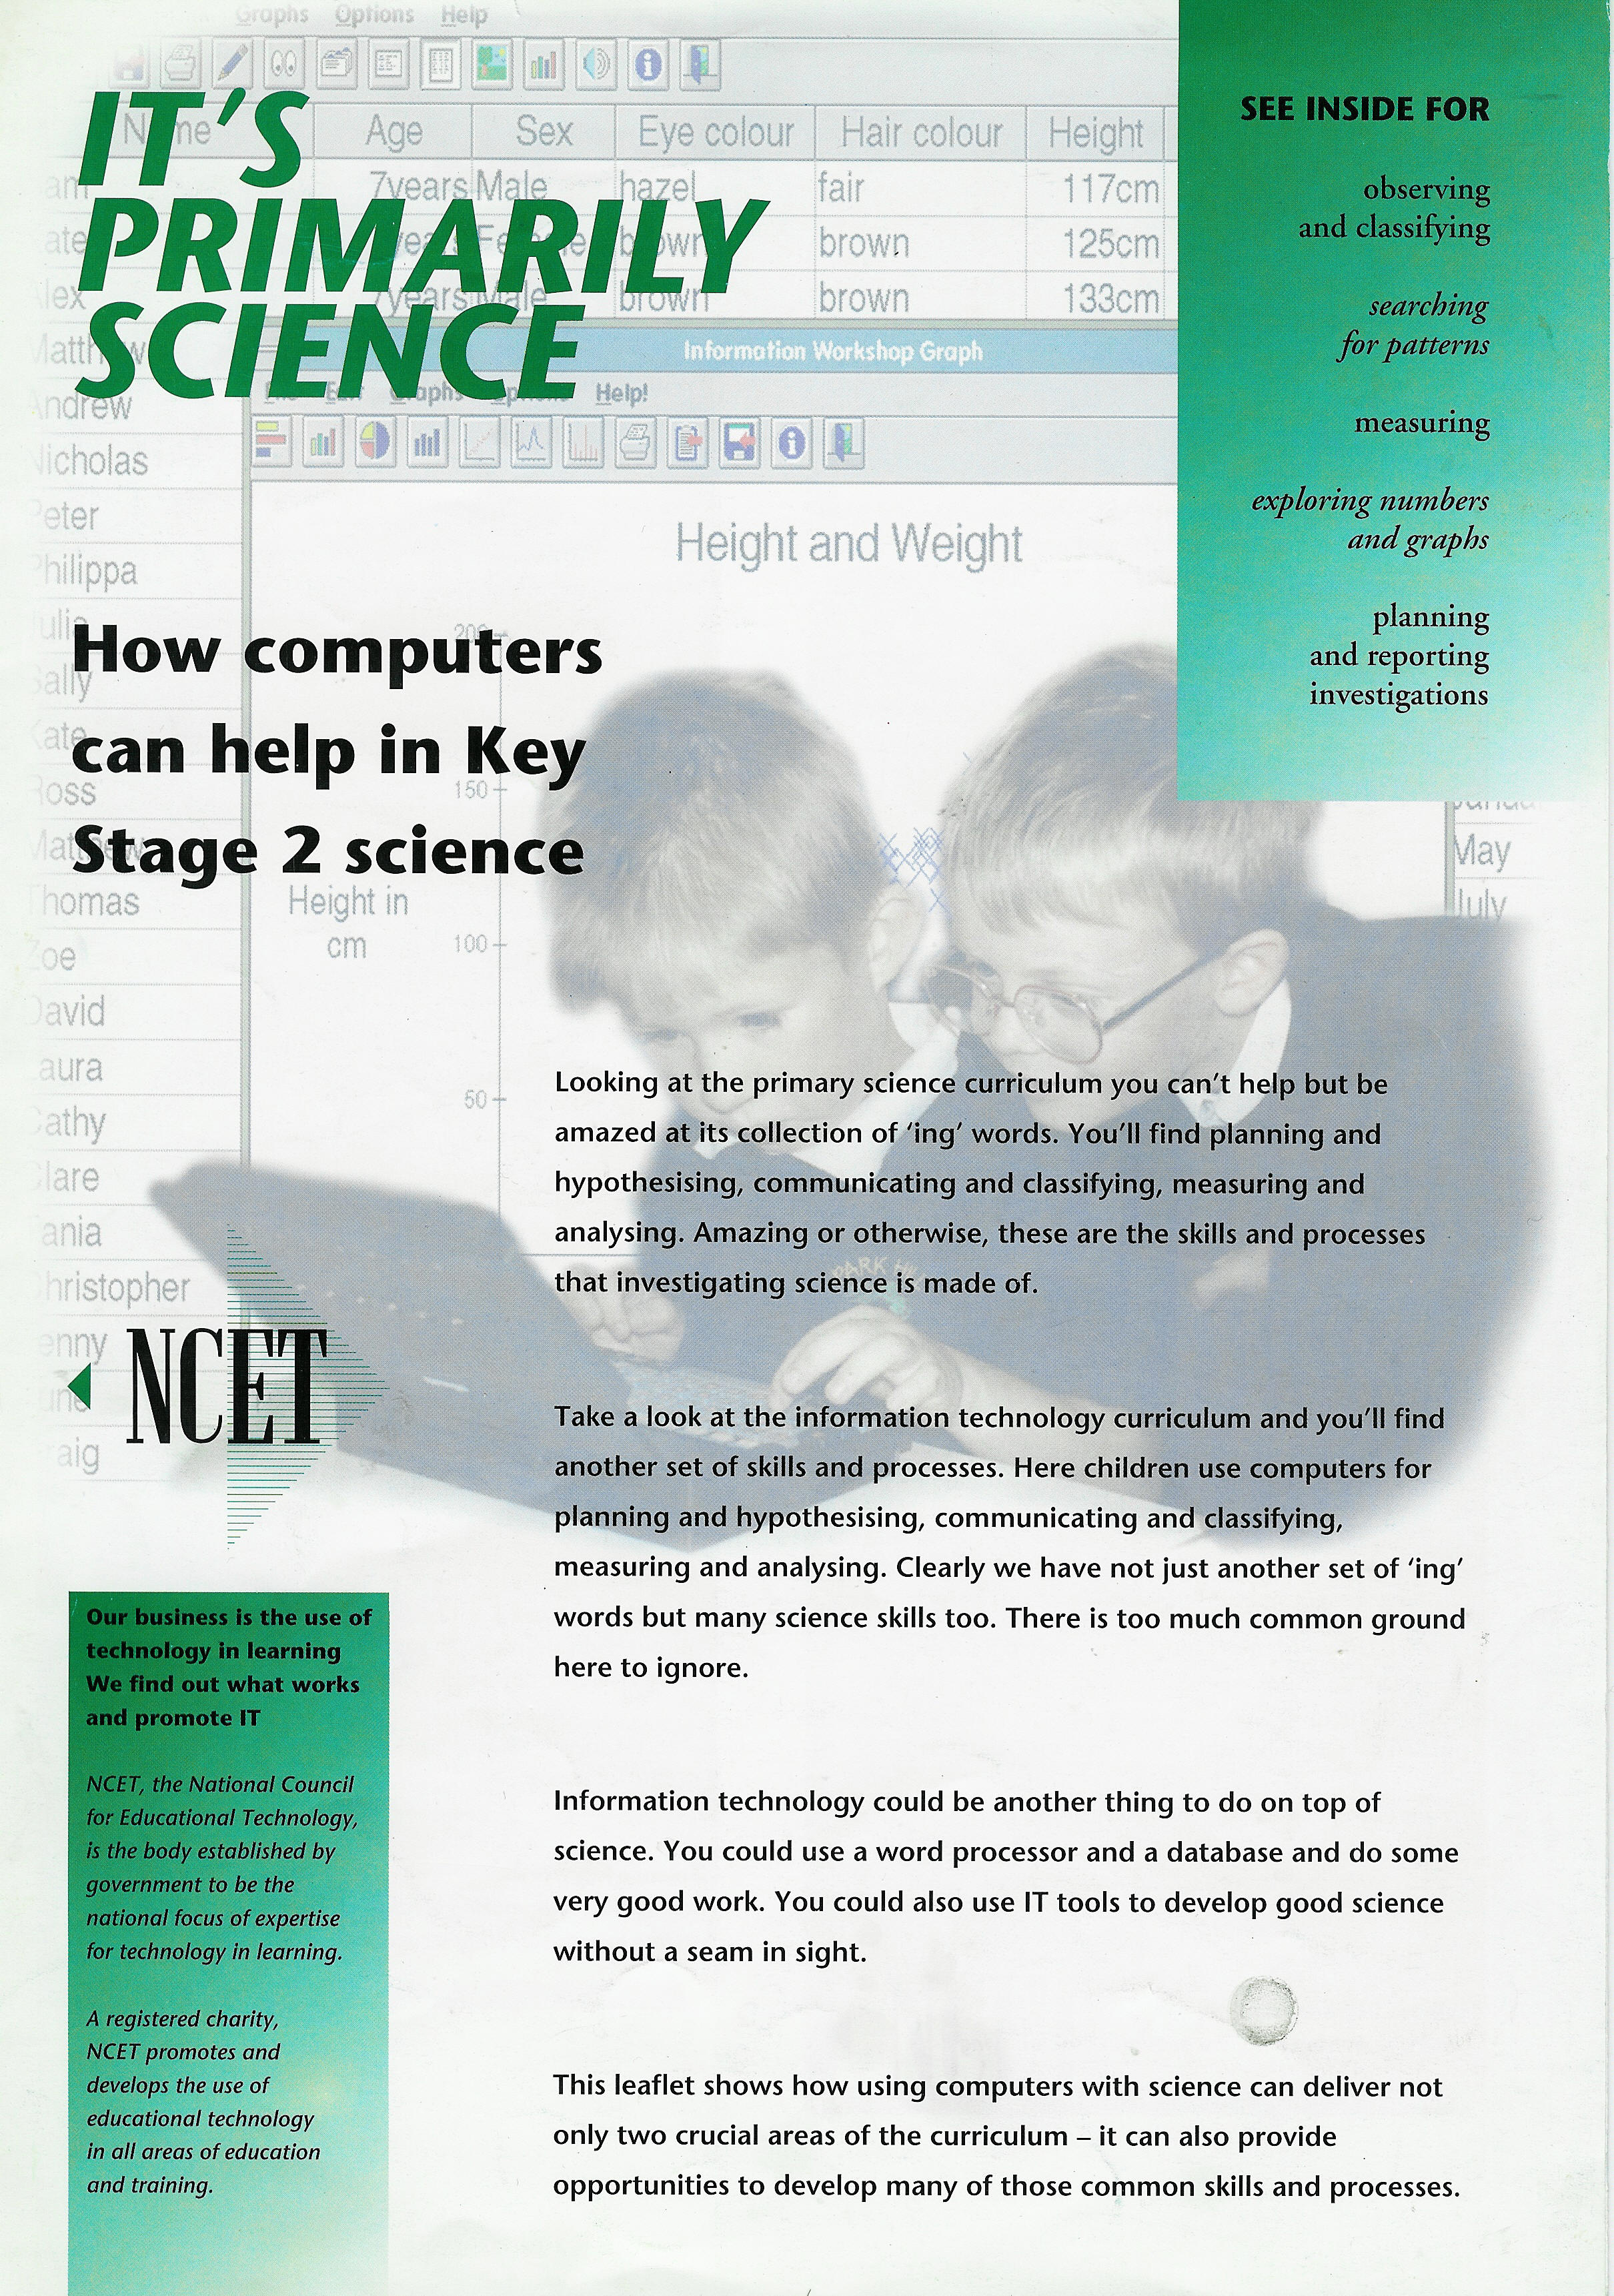 Graphs Options Help
Age Sex Eye colour Hair colour Height
7years Male hazel fair 117cm
brown brown 125cm
7years Male brown brown 133cm
IT'S
PRIMARILY
SCIENCE
Information Workshop Graph
Graphs Options Help!
Andrew
Nicholas
Peter
Philippa
Sally
Kate
Ross
Matthew
Thomas
Zoe
David
Laura
Cathy
Clare
Tania
Christopher
Jenny
Craig
Height and Weight
200
150
100
50
Height in
cm
May
July
SEE INSIDE FOR
observing
and classifying
searching
for patterns
measuring
exploring numbers
and graphs
planning
and reporting
investigations
How computers
can help in Key
Stage 2 science
Looking at the primary science curriculum you can't help but be
amazed at its collection of 'ing' words. You'll find planning and
hypothesising, communicating and classifying, measuring and
analysing. Amazing or otherwise, these are the skills and processes
that investigating science is made of.
Take a look at the information technology curriculum and you'll find
another set of skills and processes. Here children use computers for
planning and hypothesising, communicating and classifying,
measuring and analysing. Clearly we have not just another set of 'ing'
words but many science skills too. There is too much common ground
here to ignore.
Information technology could be another thing to do on top of
science. You could use a word processor and a database and do some
very good work. You could also use IT tools to develop good science
without a seam in sight.
This leaflet shows how using computers with science can deliver not
only two crucial areas of the curriculum – it can also provide
opportunities to develop many of those common skills and processes.
NCET
Our business is the use of
technology in learning
We find out what works
and promote IT
NCET, the National Council
for Educational Technology,
is the body established by
government to be the
national focus of expertise
for technology in learning.
A registered charity,
NCET promotes and
develops the use of
educational technology
in all areas of education
and training.